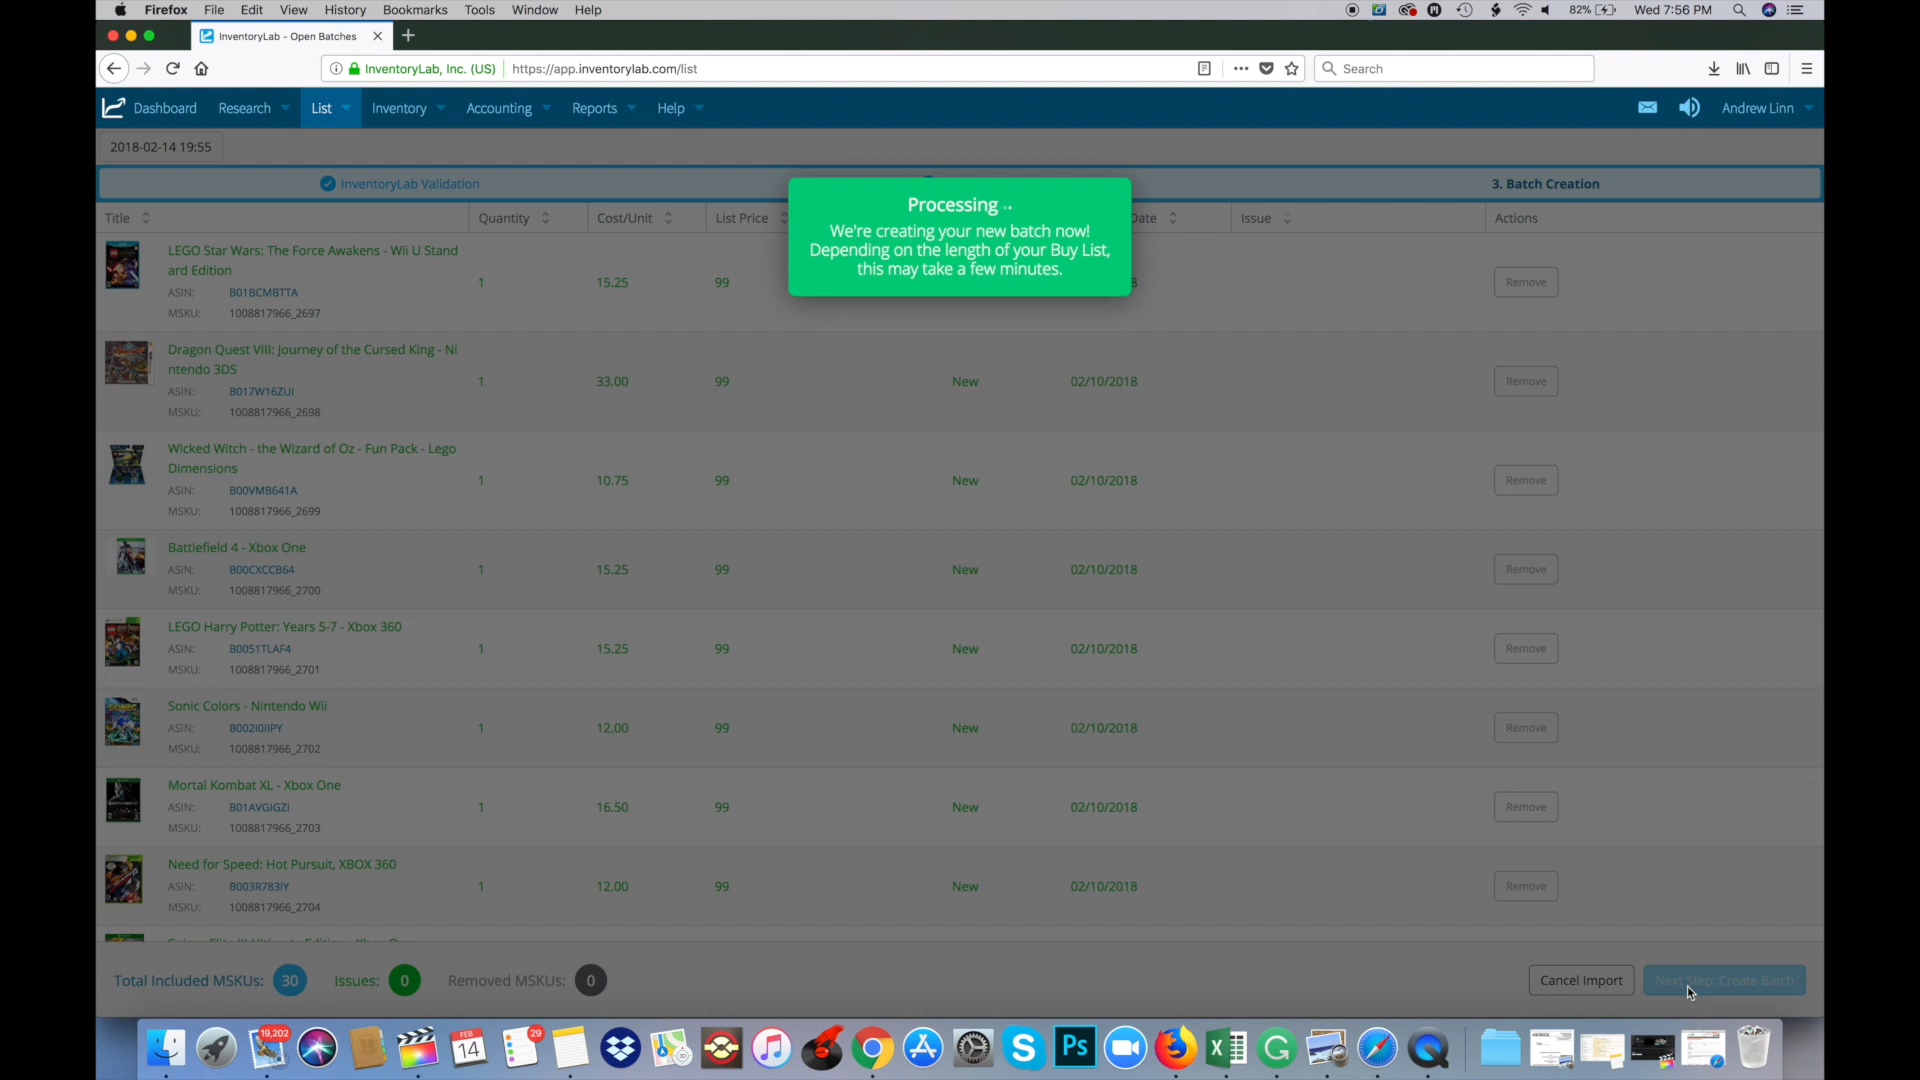 Firefox File Edit View History Bookmarks Tools Window Help 82% Wed 7:56 PM
InventoryLab - Open Batches
InventoryLab, Inc. (US) https://app.inventorylab.com/list Search
Dashboard Research List Inventory Accounting Reports Help Andrew Linn
2018-02-14 19:55
InventoryLab Validation 3. Batch Creation
Processing ..
We're creating your new batch now!
Depending on the length of your Buy List,
this may take a few minutes.
Title Quantity Cost/Unit List Price Date Issue Actions
LEGO Star Wars: The Force Awakens - Wii U Stand
ard Edition
ASIN: B01BCMBTTA
MSKU: 1008817966_2697
1 15.25 99 8 Remove
Dragon Quest VIII: Journey of the Cursed King - Ni
ntendo 3DS
ASIN: B017W16ZUI
MSKU: 1008817966_2698
1 33.00 99 New 02/10/2018 Remove
Wicked Witch - the Wizard of Oz - Fun Pack - Lego
Dimensions
ASIN: B00VMB641A
MSKU: 1008817966_2699
1 10.75 99 New 02/10/2018 Remove
Battlefield 4 - Xbox One
ASIN: B00CXCCB64
MSKU: 1008817966_2700
1 15.25 99 New 02/10/2018 Remove
LEGO Harry Potter: Years 5-7 - Xbox 360
ASIN: B0051TLAF4
MSKU: 1008817966_2701
1 15.25 99 New 02/10/2018 Remove
Sonic Colors - Nintendo Wii
ASIN: B002I0IIPY
MSKU: 1008817966_2702
1 12.00 99 New 02/10/2018 Remove
Mortal Kombat XL - Xbox One
ASIN: B01AVGIGZI
MSKU: 1008817966_2703
1 16.50 99 New 02/10/2018 Remove
Need for Speed: Hot Pursuit, XBOX 360
ASIN: B003R783IY
MSKU: 1008817966_2704
1 12.00 99 New 02/10/2018 Remove
Total Included MSKUs: 30 Issues: 0 Removed MSKUs: 0 Cancel Import Next Step: Create Batch
19,202 FEB 14 29 Ps